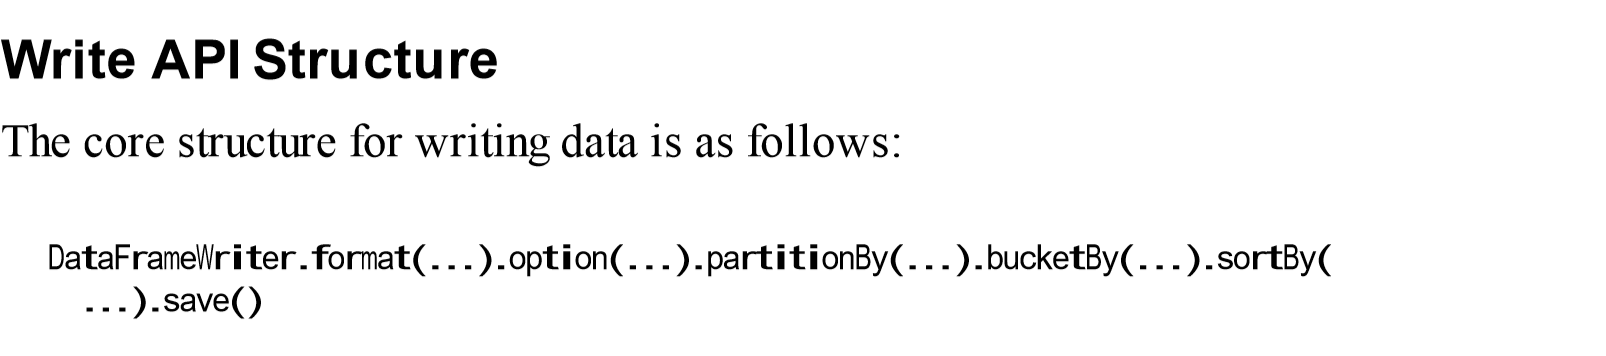 Write API Structure
The core structure for writing data is as follows:
DataFrameWriter.format(...).option(...).partitionBy(...).bucketBy(...).sortBy(
...).save()